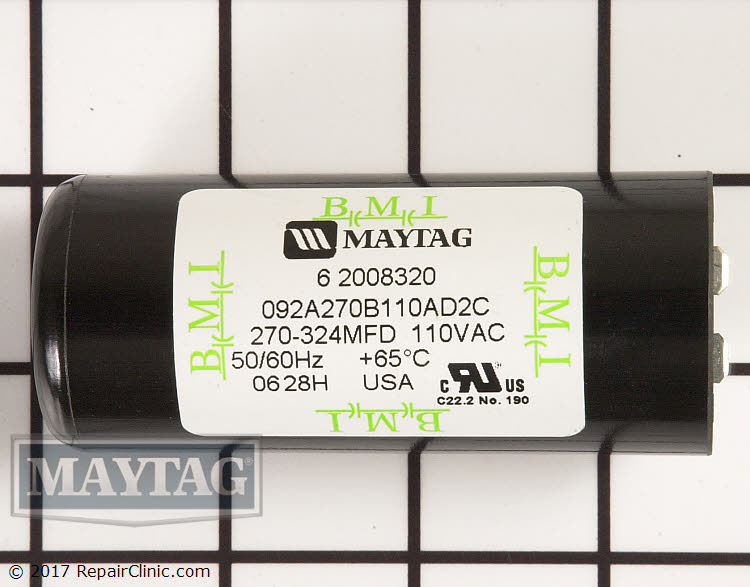 B M I
MAYTAG
6 2008320
092A270B110AD2C
270-324MFD 110VAC
50/60Hz +65°C
0628H USA
C US
C22.2 No. 190
B M I
B M I
B M I
MAYTAG®
© 2017 RepairClinic.com